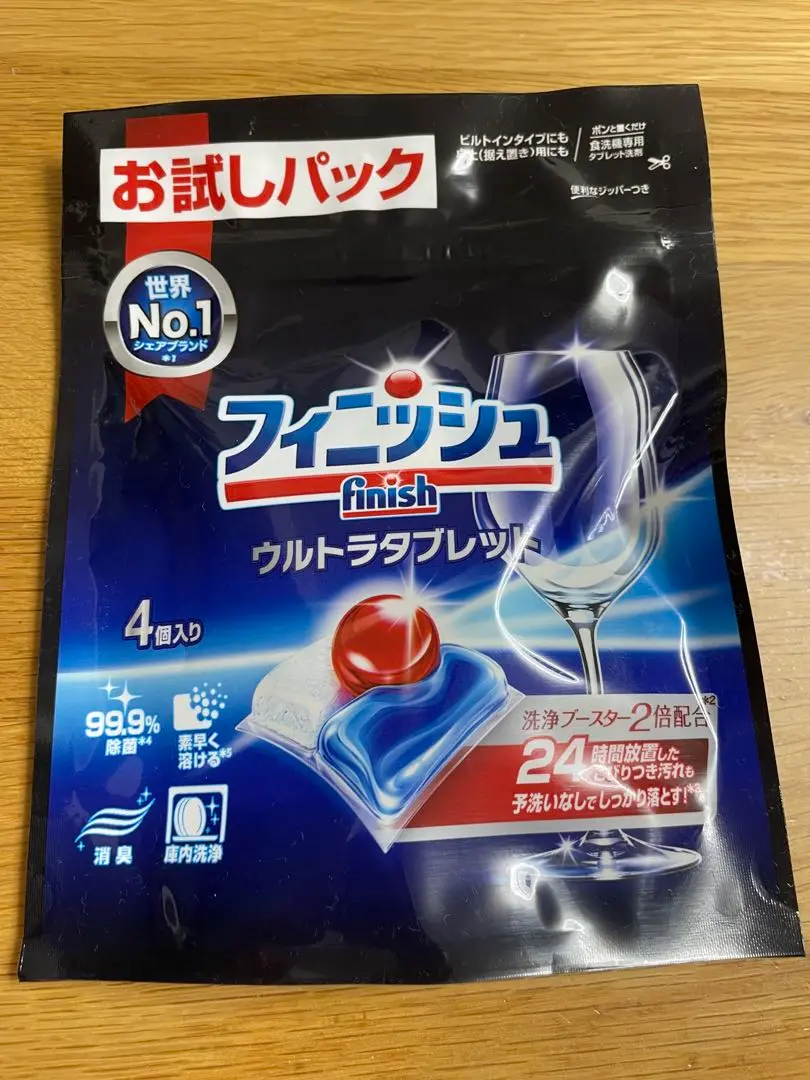 お試しパック
ビルトインタイプにも
(据え置き)用にも
ポンと置くだけ
食洗機専用
タブレット洗剤
便利なジッパーつき
世界
No.1
シェアブランド
*1
フィニッシュ
finish
ウルトラタブレット
4個入り
99.9%
除菌*4
素早く
溶ける*5
消臭
庫内洗浄
洗浄ブースター2倍配合*2
24時間放置した
こびりつき汚れも
予洗いなしでしっかり落とす!*3